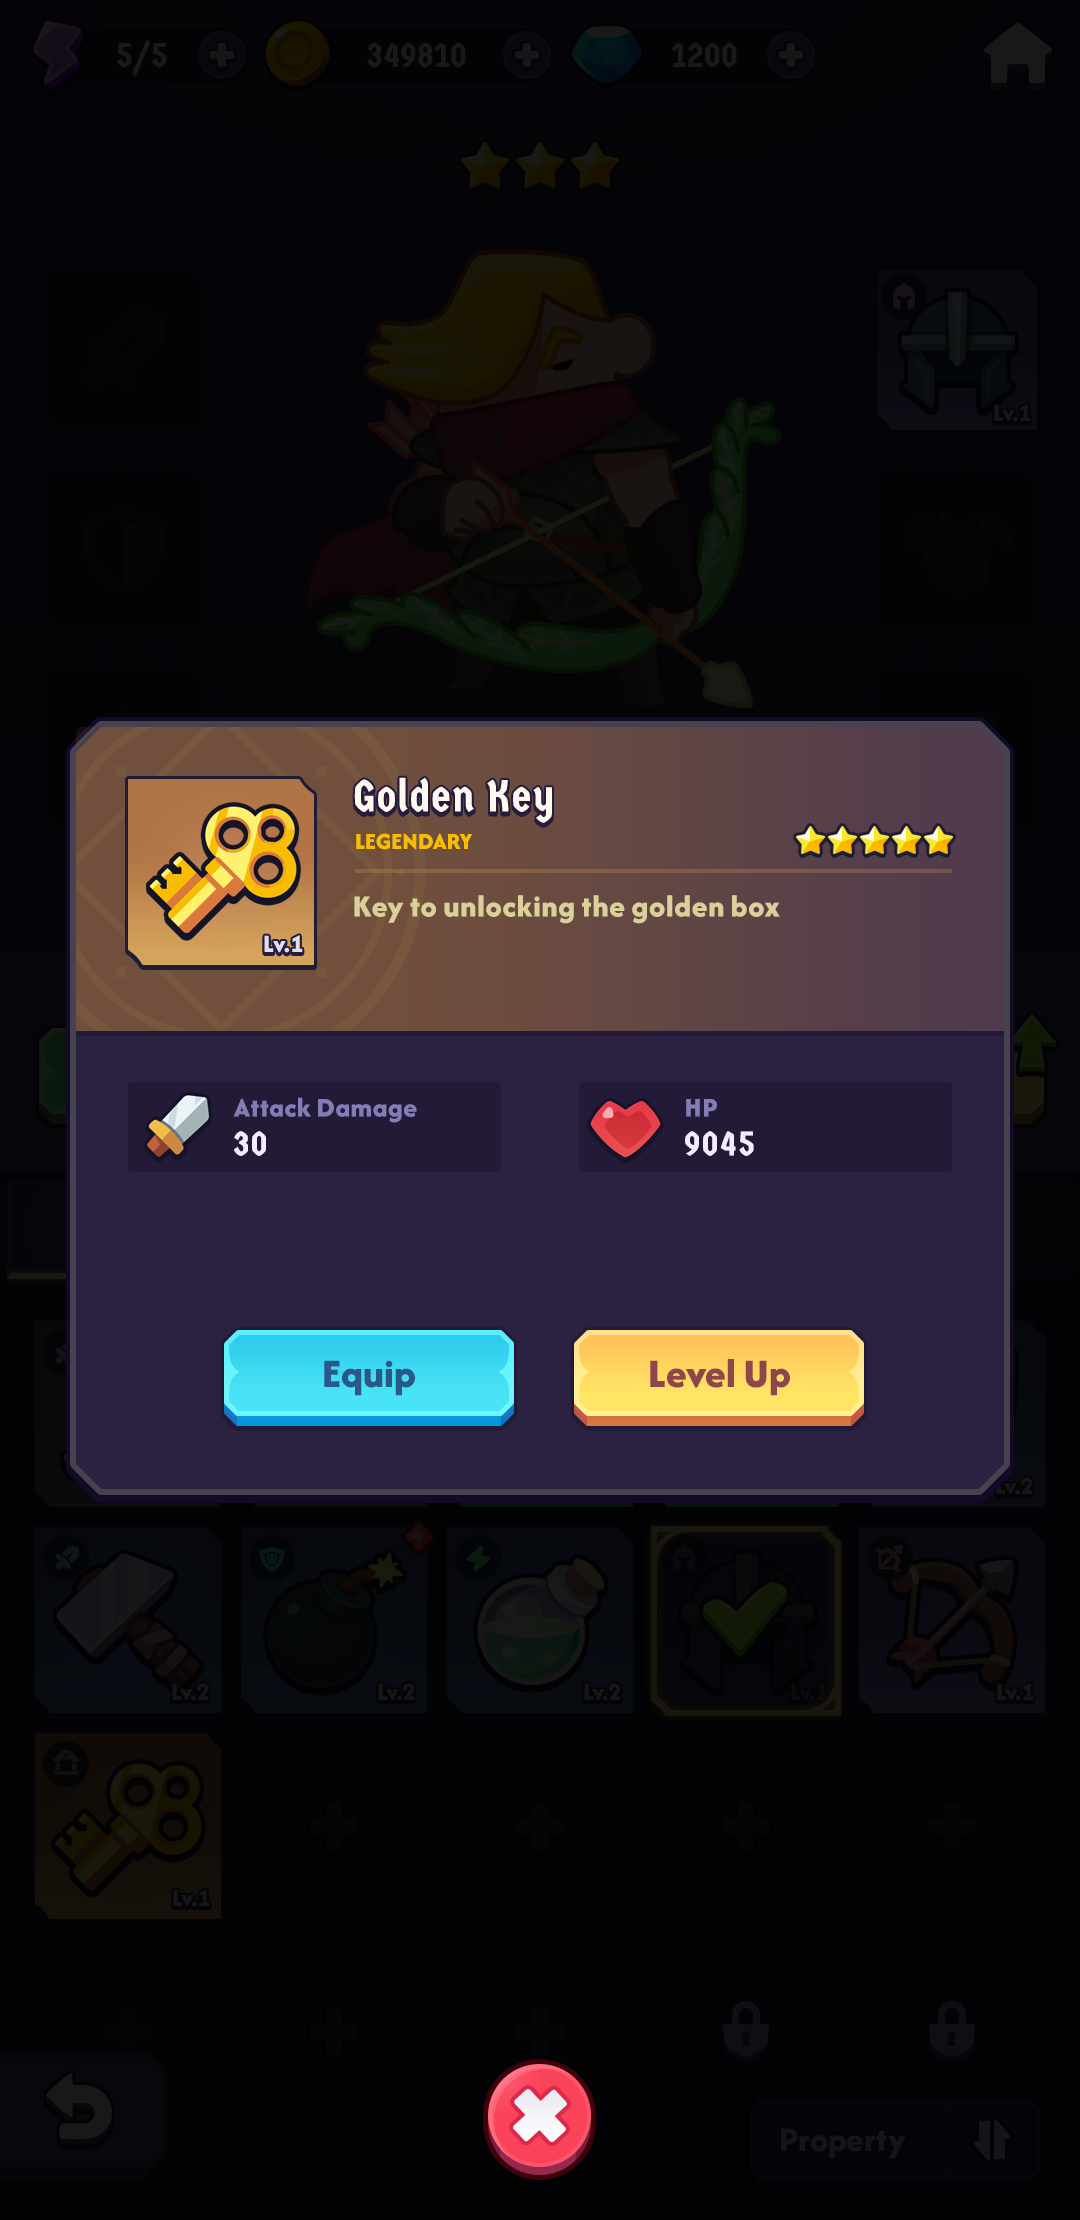 5/5 349810 1200
Lv.1
Golden Key
LEGENDARY
Key to unlocking the golden box
Lv.1
Attack Damage
30
HP
9045
Equip
Level Up
Lv.2
Lv.2
Lv.2
Lv.2
Lv.1
Lv.1
Lv.1
Property